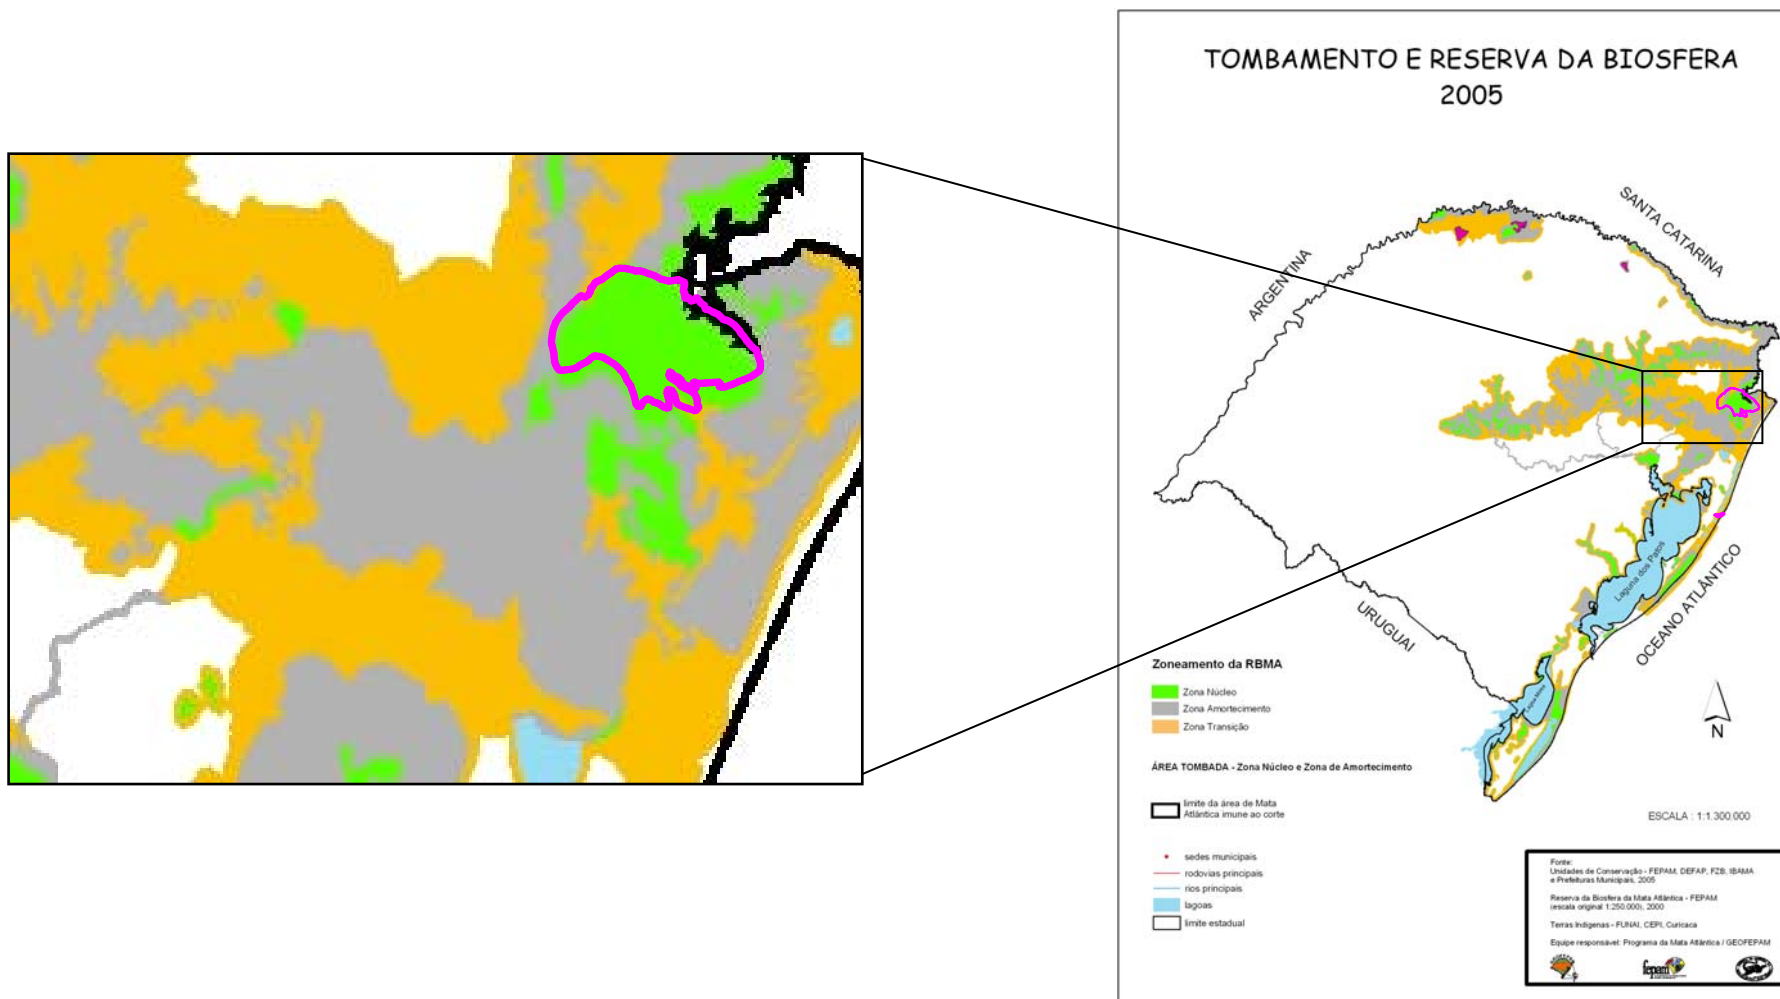 TOMBAMENTO E RESERVA DA BIOSFERA
2005
SANTA CATARINA
ARGENTINA
Laguna dos Patos
OCEANO ATLÂNTICO
URUGUAI
Lagoa Mirim
N
Zoneamento da RBMA
Zona Núcleo
Zona Amortecimento
Zona Transição
ÁREA TOMBADA - Zona Núcleo e Zona de Amortecimento
limite da área de Mata
Atlântica imune ao corte
ESCALA : 1:1.300.000
sedes municipais
rodovias principais
rios principais
lagoas
limite estadual
Fonte:
Unidades de Conservação - FEPAM, DEFAP, FZB, IBAMA
e Prefeituras Municipais, 2005
Reserva da Biosfera da Mata Atlântica - FEPAM
(escala original 1:250.000), 2000
Terras Indígenas - FUNAI, CEPI, Curicaca
Equipe responsável: Programa da Mata Atlântica / GEOFEPAM
fepam